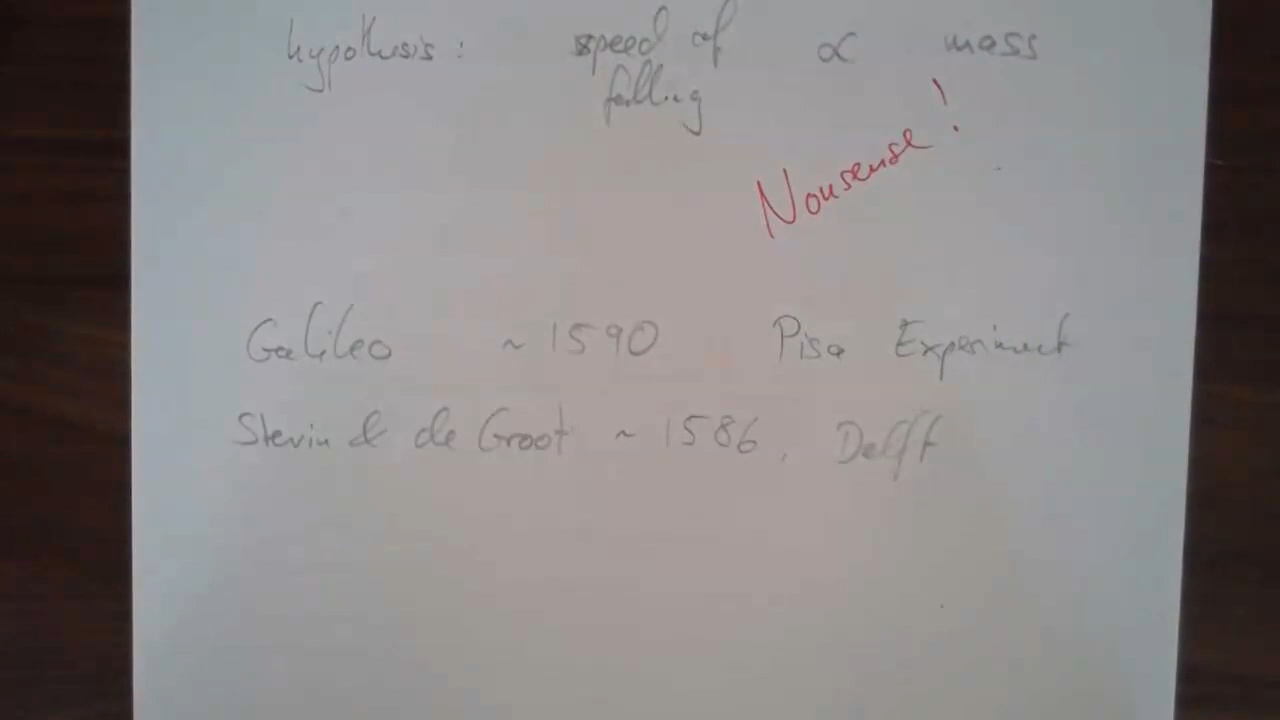 hypothesis: speed of ∝ mass
falling
Nonsense!
Galileo ~ 1590 Pisa Experiment
Stevin & de Groot ~ 1586, Delft